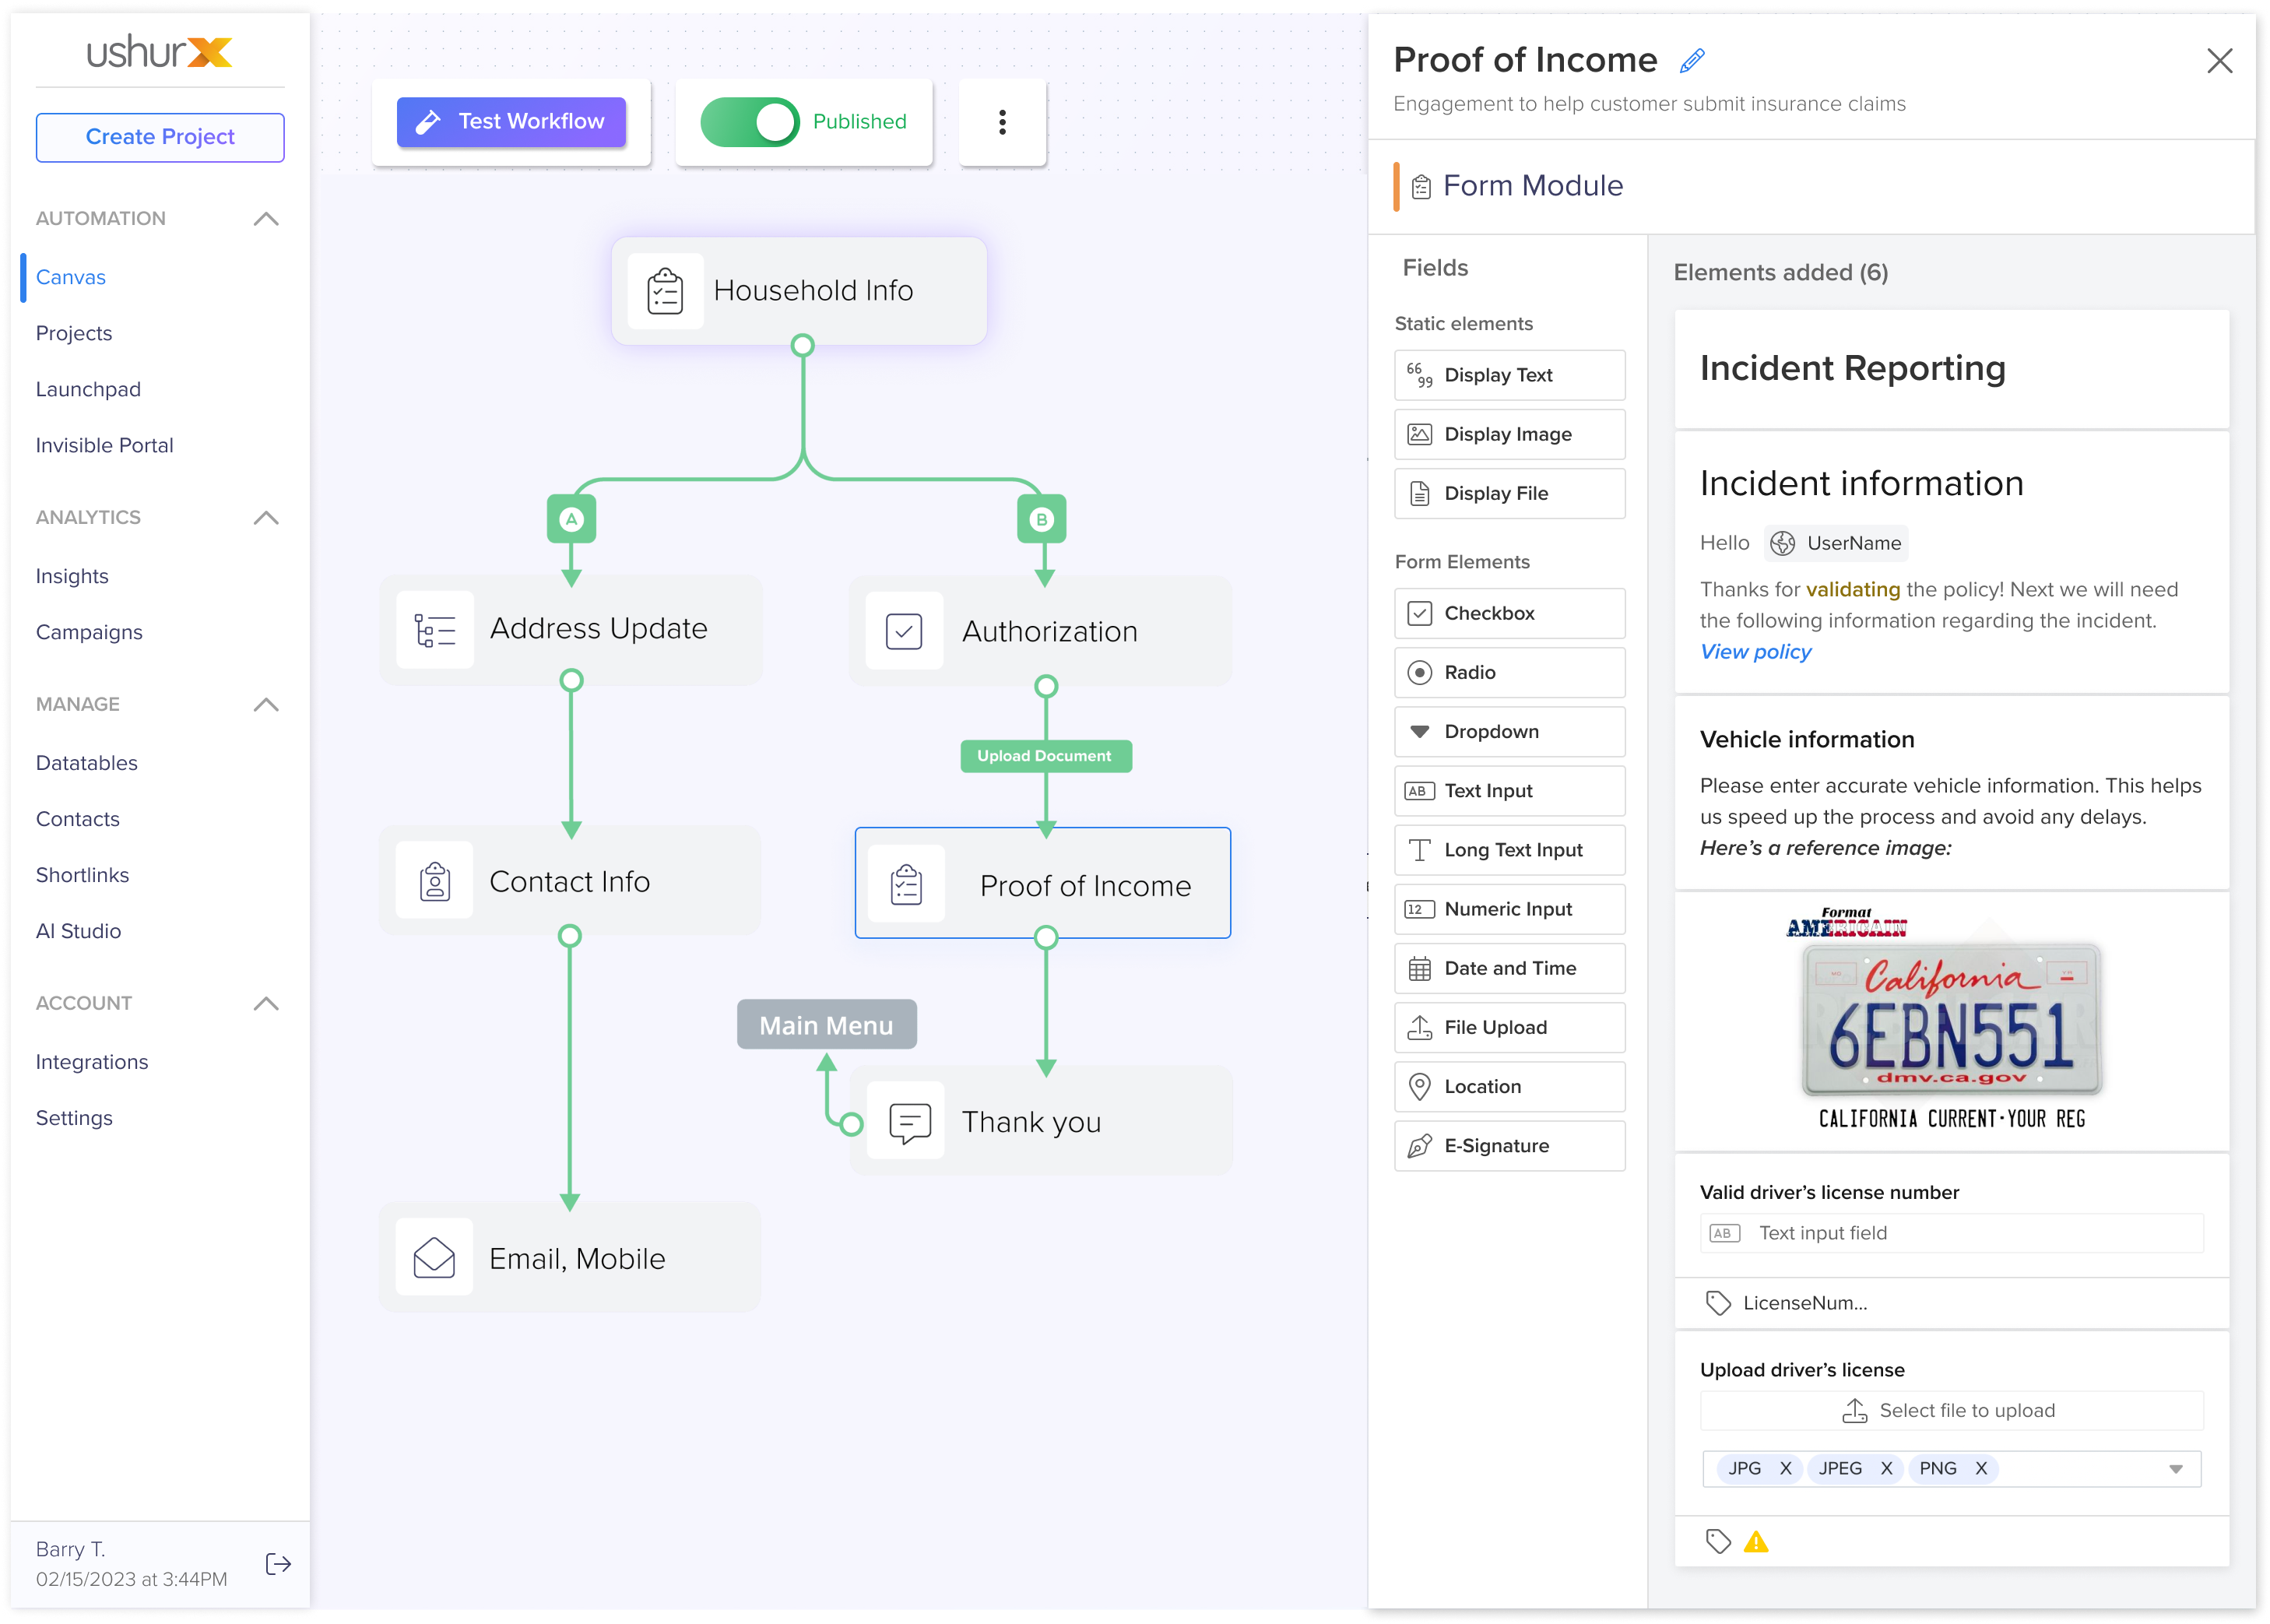 ushurX
Create Project
AUTOMATION
Canvas
Projects
Launchpad
Invisible Portal
ANALYTICS
Insights
Campaigns
MANAGE
Datatables
Contacts
Shortlinks
AI Studio
ACCOUNT
Integrations
Settings
Barry T.
02/15/2023 at 3:44PM
Test Workflow
Published
Household Info
A
B
Address Update
Authorization
Upload Document
Contact Info
Proof of Income
Main Menu
Thank you
Email, Mobile
Proof of Income
Engagement to help customer submit insurance claims
Form Module
Fields
Static elements
66
99
Display Text
Display Image
Display File
Form Elements
Checkbox
Radio
Dropdown
AB Text Input
T Long Text Input
12 Numeric Input
Date and Time
File Upload
Location
E-Signature
Elements added (6)
Incident Reporting
Incident information
Hello UserName
Thanks for validating the policy! Next we will need
the following information regarding the incident.
View policy
Vehicle information
Please enter accurate vehicle information. This helps
us speed up the process and avoid any delays.
Here’s a reference image:
Format
AMERICAIN
California
6EBN551
dmv.ca.gov
CALIFORNIA CURRENT·YOUR REG
Valid driver’s license number
AB Text input field
LicenseNum...
Upload driver’s license
Select file to upload
JPG X JPEG X PNG X